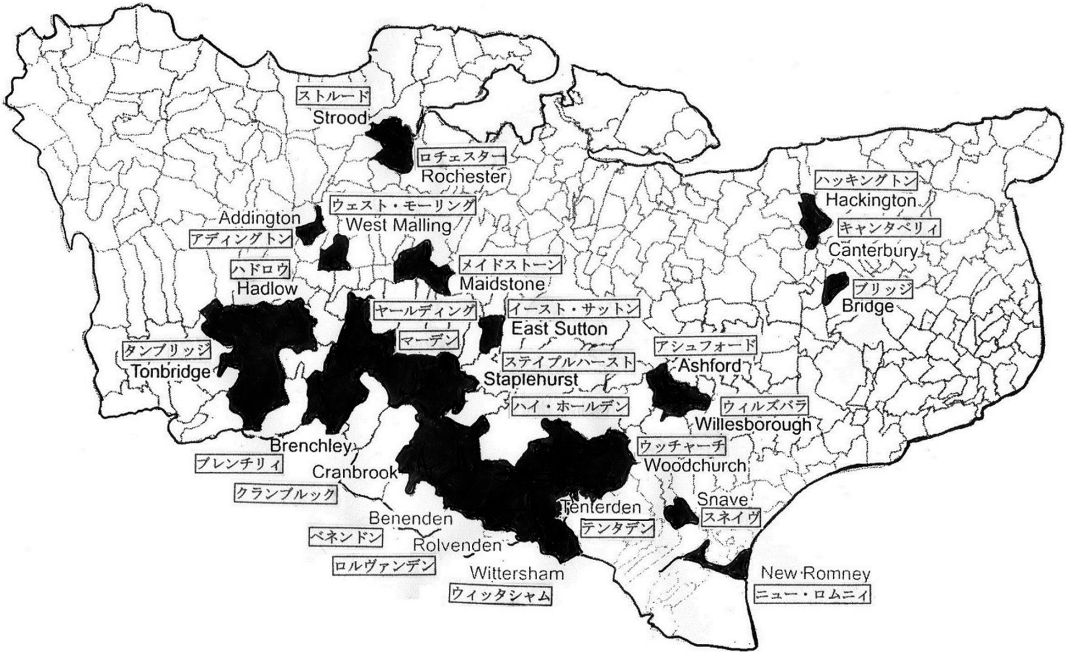 ストルード
Strood
ロチェスター
Rochester
ハッキングトン
Hackington
キャンタベリィ
Canterbury
ブリッジ
Bridge
Addington
アディングトン
ウェスト・モーリング
West Malling
ハドロウ
Hadlow
メイドストーン
Maidstone
ヤールディング
マーデン
イースト・サットン
East Sutton
タンブリッジ
Tonbridge
ステイプルハースト
Staplehurst
アシュフォード
Ashford
ハイ・ホールデン
ウィルズバラ
Willesborough
Brenchley
ブレンチリィ
ウッチャーチ
Woodchurch
Cranbrook
クランブルック
Snave
スネイヴ
Tenterden
テンタデン
Benenden
ベネンドン
Rolvenden
ロルヴァンデン
Wittersham
ウィッタシャム
New Romney
ニュー・ロムニィ